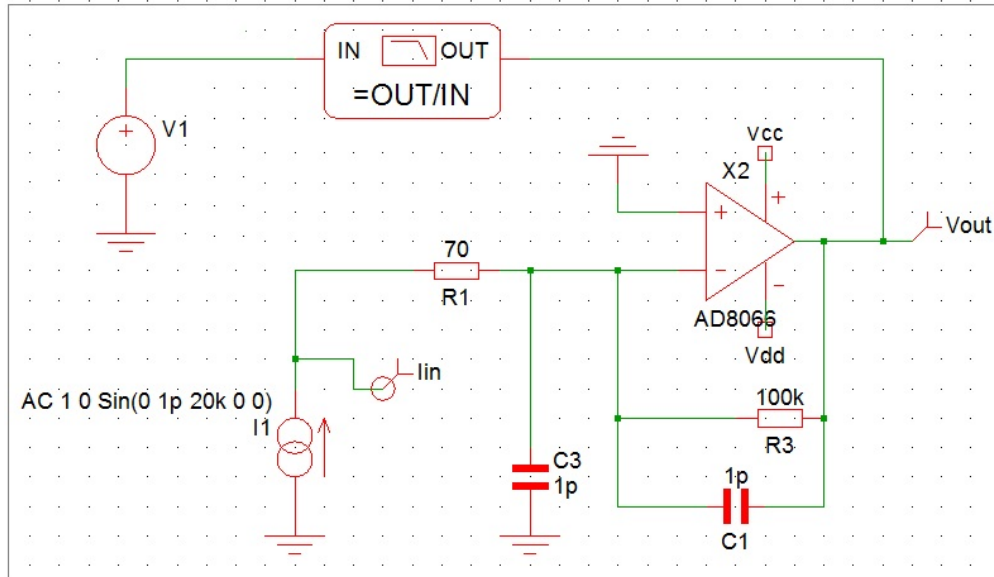 IN OUT
=OUT/IN
+
V1
Vcc
X2
+
+
Vout
-
-
AD8066
Vdd
70
R1
Iin
AC 1 0 Sin(0 1p 20k 0 0)
I1
100k
R3
C3
1p
1p
C1